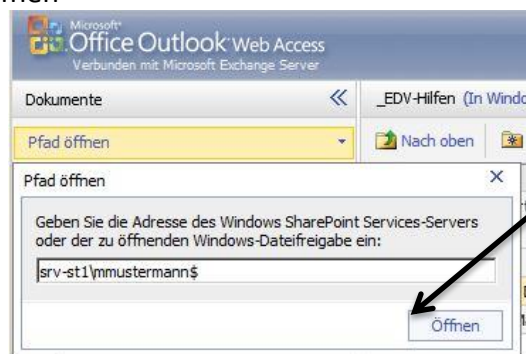 Microsoft®
Office Outlook® Web Access
Verbunden mit Microsoft Exchange Server
Dokumente
_EDV-Hilfen (In
Pfad öffnen
Nach oben
Pfad öffnen
Geben Sie die Adresse des Windows SharePoint Services-Servers
oder der zu öffnenden Windows-Dateifreigabe ein:
srv-st1\mmustermann$
Öffnen